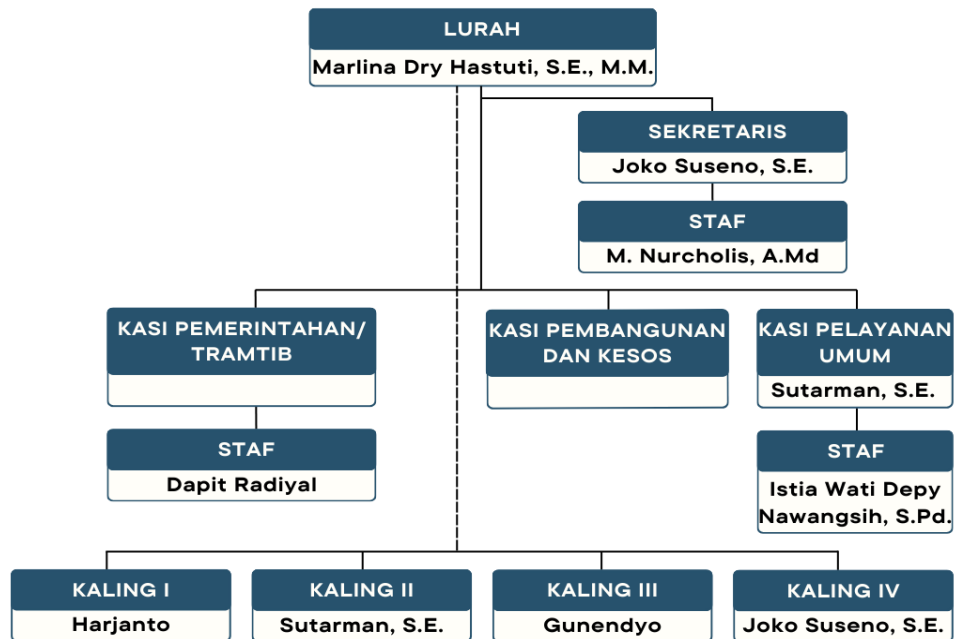 LURAH
Marlina Dry Hastuti, S.E., M.M.
SEKRETARIS
Joko Suseno, S.E.
STAF
M. Nurcholis, A.Md
KASI PEMERINTAHAN/
TRAMTIB
KASI PEMBANGUNAN
DAN KESOS
KASI PELAYANAN
UMUM
Sutarman, S.E.
STAF
Dapit Radiyal
STAF
Istia Wati Depy
Nawangsih, S.Pd.
KALING I
Harjanto
KALING II
Sutarman, S.E.
KALING III
Gunendyo
KALING IV
Joko Suseno, S.E.